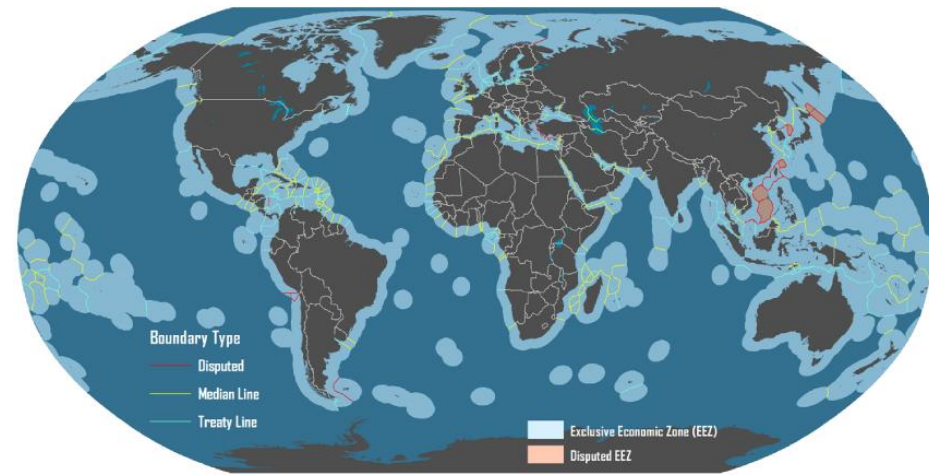 Boundary Type
Disputed
Median Line
Treaty Line
Exclusive Economic Zone (EEZ)
Disputed EEZ